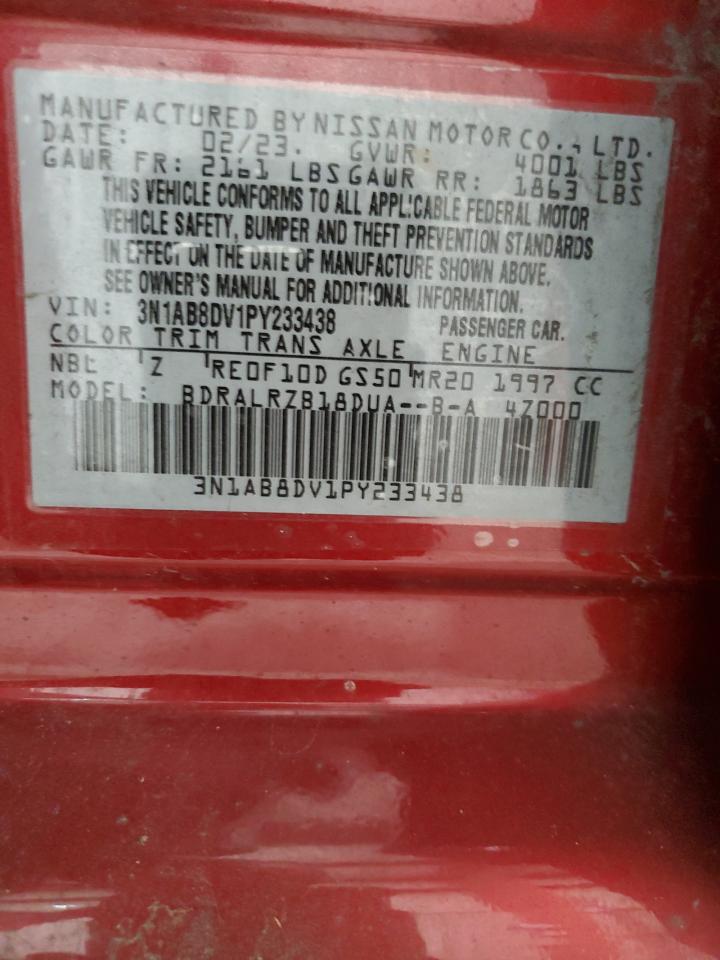 MANUFACTURED BY NISSAN MOTOR CO., LTD.
DATE: 02/23. GVWR: 4001 LBS
GAWR FR: 2161 LBS GAWR RR: 1863 LBS
THIS VEHICLE CONFORMS TO ALL APPLICABLE FEDERAL MOTOR
VEHICLE SAFETY, BUMPER AND THEFT PREVENTION STANDARDS
IN EFFECT ON THE DATE OF MANUFACTURE SHOWN ABOVE.
SEE OWNER'S MANUAL FOR ADDITIONAL INFORMATION.
VIN: 3N1AB8DV1PY233438 PASSENGER CAR.
COLOR TRIM TRANS AXLE ENGINE
NBL Z RE0F10D GS50 MR20 1997 CC
MODEL: BDRALRZB18DUA--B-A 47000
3N1AB8DV1PY233438